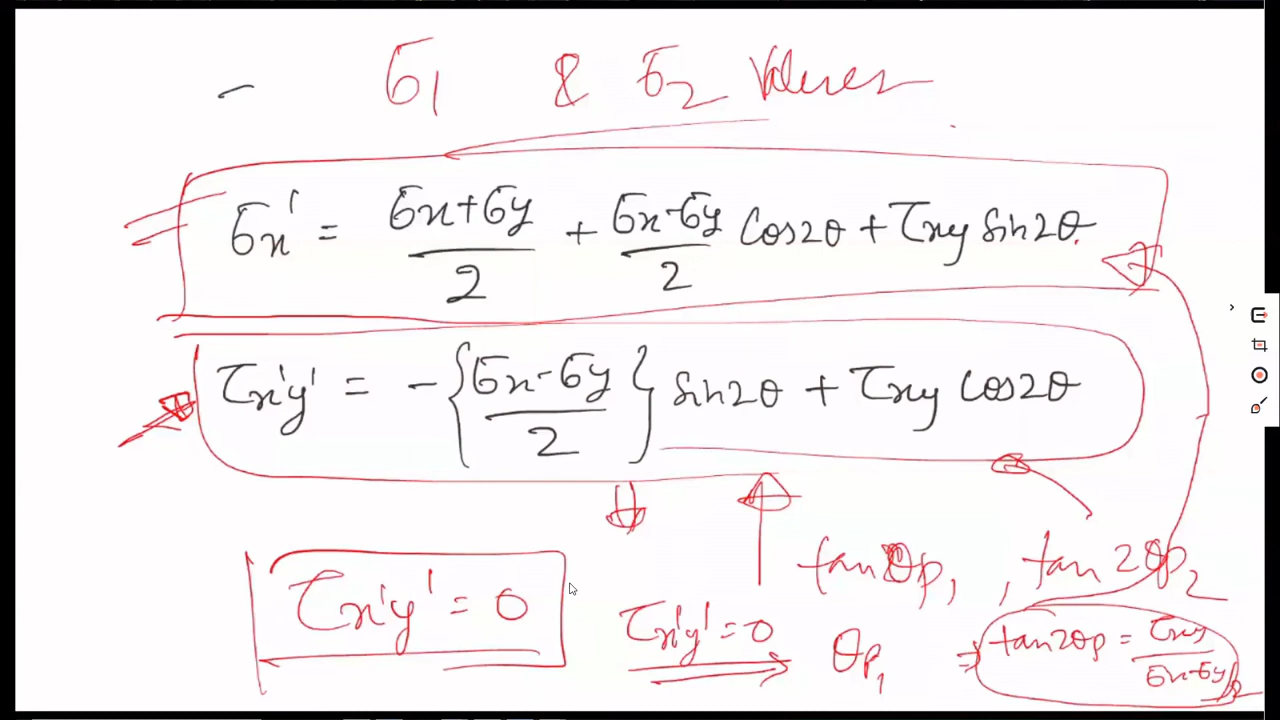 σ1 & σ2 Values
σx' = σx+σy/2 + σx-σy/2 cos2θ + τxy sin2θ.
τx'y' = -{σx-σy/2} sin2θ + τxy cos2θ
tan θp1 , tan 2θp2
τx'y' = 0
τx'y' = 0
θp1 ⇒ tan2θp = τxy/σx-σy/2